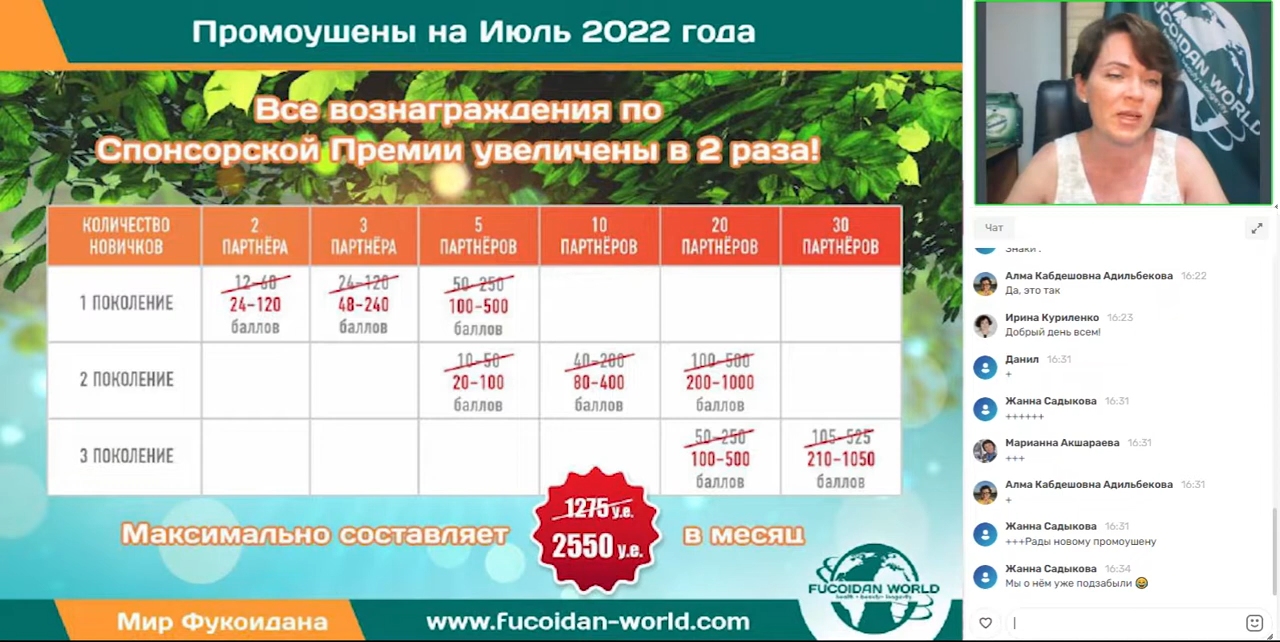 Промоушены на Июль 2022 года
Все вознаграждения по
Спонсорской Премии увеличены в 2 раза!
КОЛИЧЕСТВО НОВИЧКОВ
2 ПАРТНЁРА
3 ПАРТНЁРА
5 ПАРТНЁРОВ
10 ПАРТНЁРОВ
20 ПАРТНЁРОВ
30 ПАРТНЁРОВ
1 ПОКОЛЕНИЕ
12-60
24-120
баллов
24-120
48-240
баллов
50-250
100-500
баллов
2 ПОКОЛЕНИЕ
10-50
20-100
баллов
40-200
80-400
баллов
100-500
200-1000
баллов
3 ПОКОЛЕНИЕ
50-250
100-500
баллов
105-525
210-1050
баллов
Максимально составляет
1275 у.е.
2550 у.е.
в месяц
FUCOIDAN WORLD
health • beauty • longevity
Мир Фукоидана
www.fucoidan-world.com
FUCOIDAN WORLD
Чат
Алма Кабдешовна Адильбекова 16:22
Да, это так
Ирина Куриленко 16:23
Добрый день всем!
Данил 16:31
+
Жанна Садыкова 16:31
++++++
Марианна Акшараева 16:31
+++
Алма Кабдешовна Адильбекова 16:31
+
Жанна Садыкова 16:31
+++Рады новому промоушену
Жанна Садыкова 16:34
Мы о нём уже подзабыли 😂